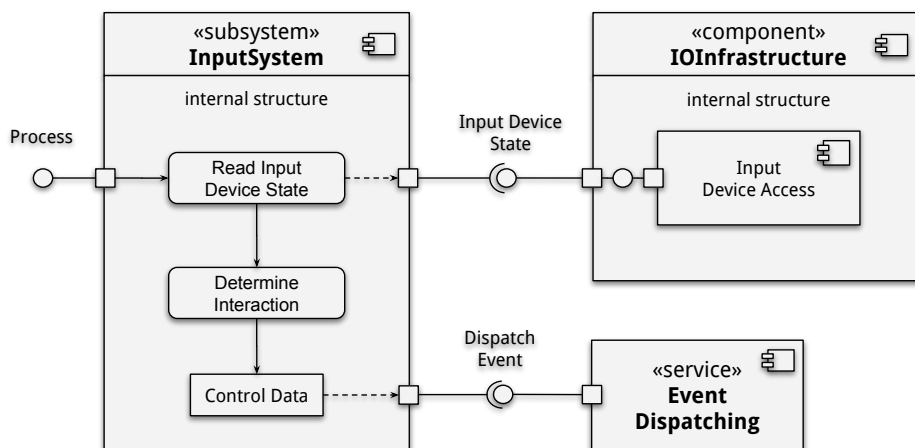 «subsystem»
InputSystem
internal structure
Process
Read Input
Device State
Determine
Interaction
Control Data
Input Device
State
Dispatch
Event
«component»
IOInfrastructure
internal structure
Input
Device Access
«service»
Event
Dispatching